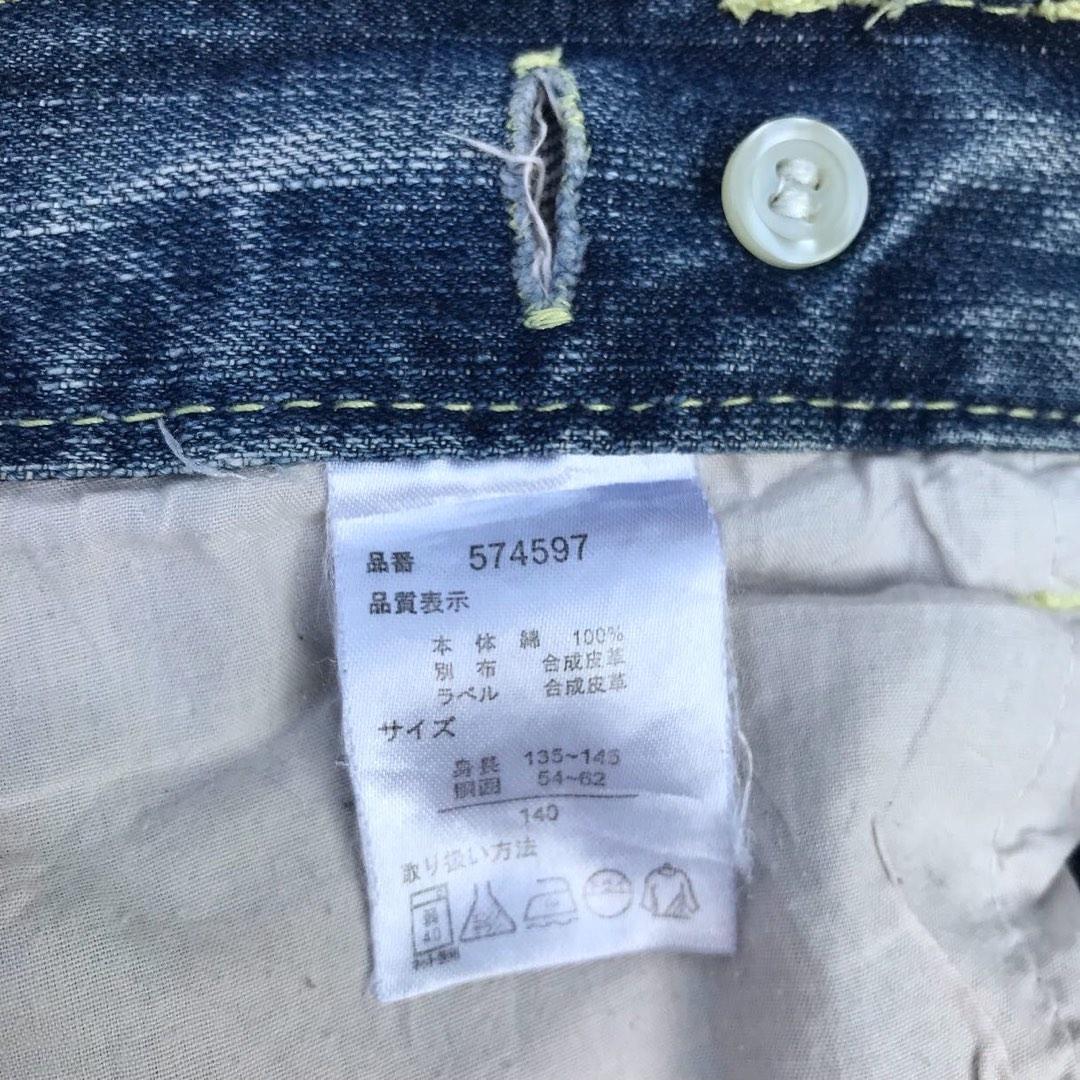 品番 574597
品質表示
本体 綿 100%
別布 合成皮革
ラベル 合成皮革
サイズ
身長 135~145
胴囲 54~62
140
取り扱い方法
弱
40